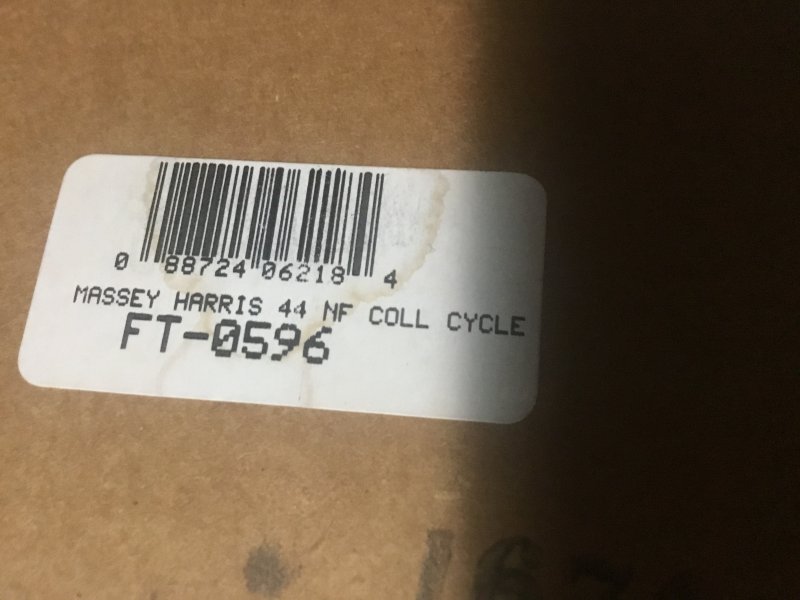 0 88724 06218 4
MASSEY HARRIS 44 NF COLL CYCLE
FT-0596